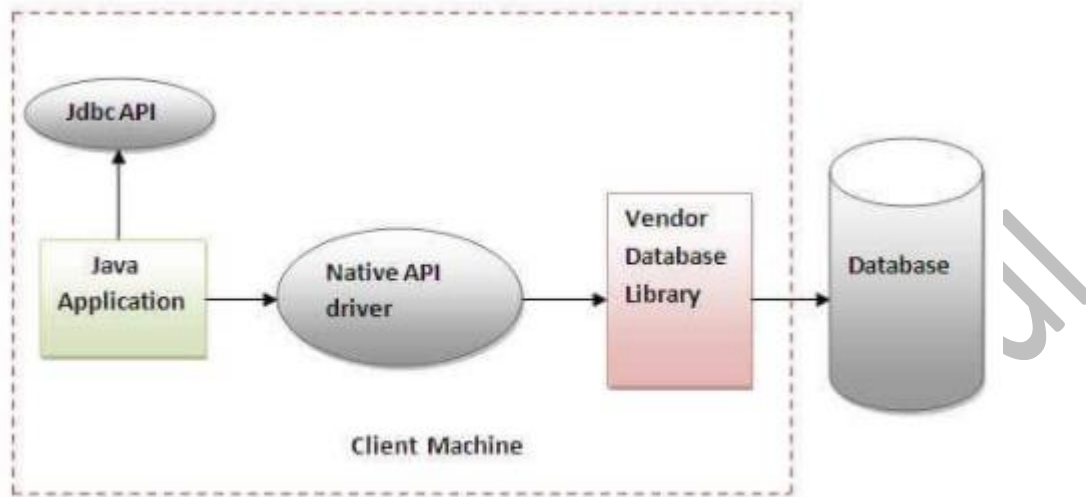 Jdbc API
Java
Application
Native API
driver
Vendor
Database
Library
Database
Client Machine